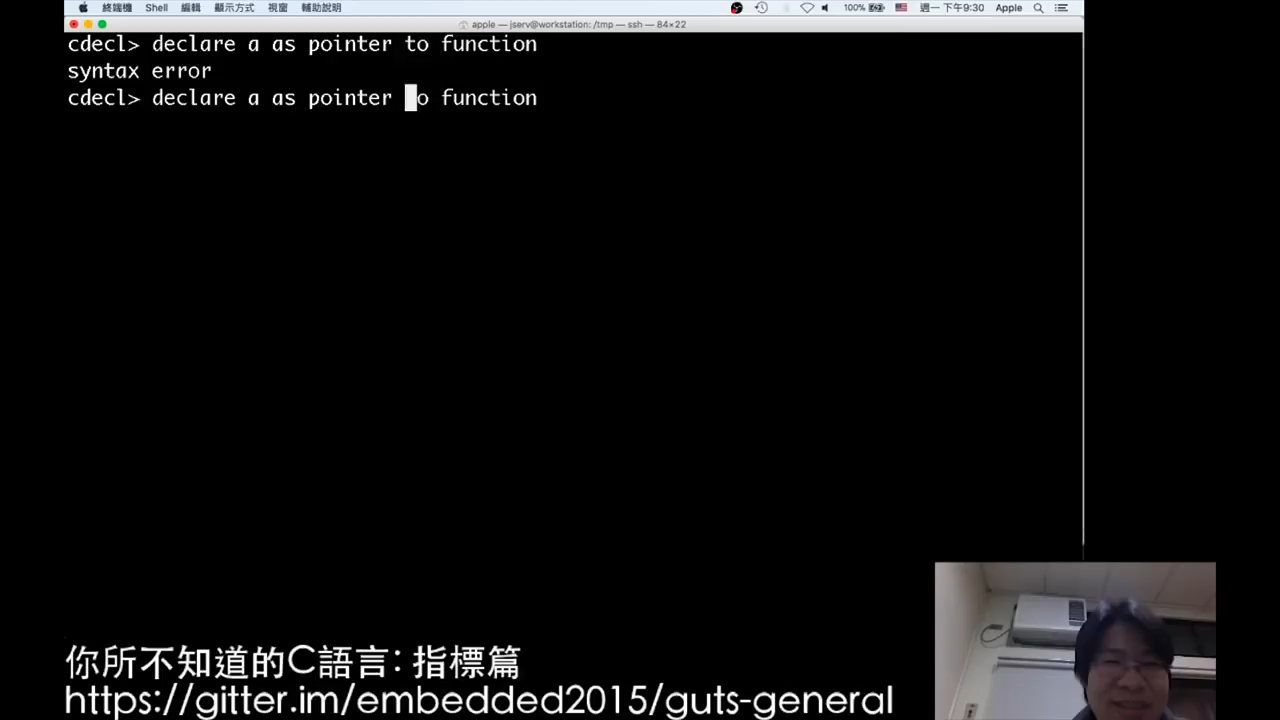 終端機 Shell 編輯 顯示方式 視窗 輔助說明 100% 週一 下午9:30 Apple
apple — jserv@workstation: /tmp — ssh — 84×22
cdecl> declare a as pointer to function
syntax error
cdecl> declare a as pointer to function
你所不知道的C語言: 指標篇
https://gitter.im/embedded2015/guts-general